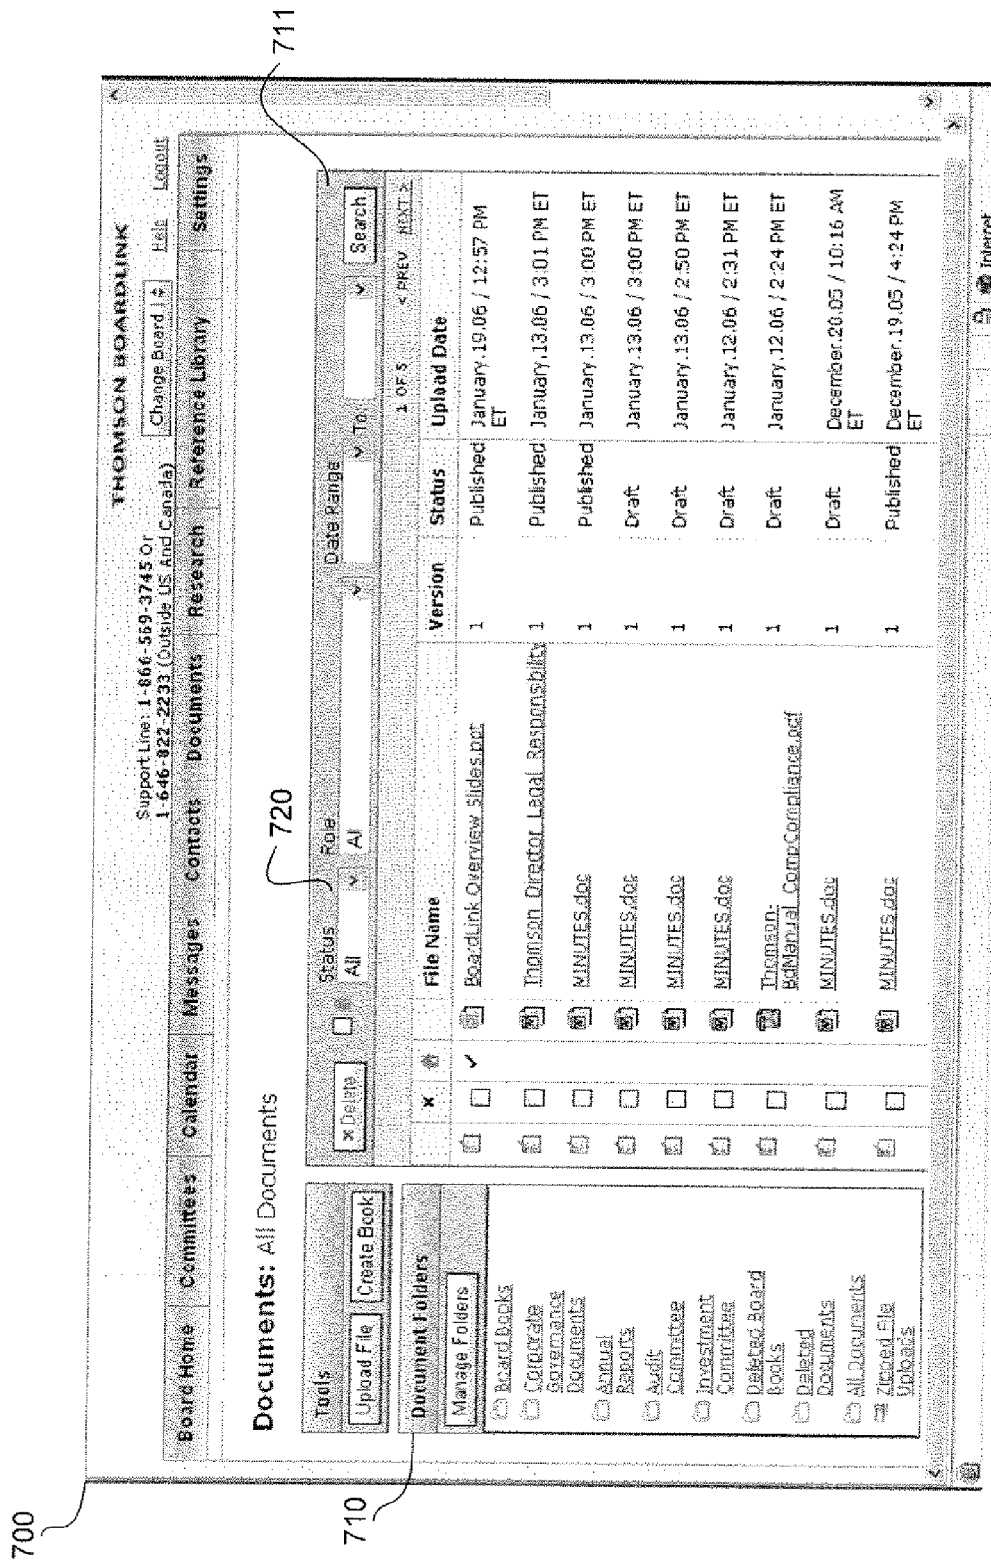 700
THOMSON BOARDLINK
Support Line: 1-866-569-3745 Or
1-646-822-2233 (Outside US And Canada)
Change Board
Help
Logout
Board Home Committees Calendar Messages Contacts Documents Research Reference Library Settings
Documents: All Documents
720
711
Tools
Upload File Create Book
710
Document Folders
Manage Folders
Board Books
Corporate
Governance
Documents
Annual
Reports
Audit
Committee
Investment
Committee
Deleted Board
Books
Deleted
Documents
All Documents
Zipped File
Uploads
x Delete
Status
All
Role
All
Date Range
To
Search
1 OF 5 < PREV NEXT >
x File Name Version Status Upload Date
BoardLink Overview Slides.ppt 1 Published January.19.06 / 12:57 PM
ET
Thomson Director Legal Responsbilty 1 Published January.13.06 / 3:01 PM ET
MINUTES.doc 1 Published January.13.06 / 3:00 PM ET
MINUTES.doc 1 Draft January.13.06 / 3:00 PM ET
MINUTES.doc 1 Draft January.13.06 / 2:50 PM ET
MINUTES.doc 1 Draft January.12.06 / 2:31 PM ET
Thomson- 1 Draft January.12.06 / 2:24 PM ET
BdManual_CompCompliance.pdf
MINUTES.doc 1 Draft December.20.05 / 10:16 AM
ET
MINUTES.doc 1 Published December.19.05 / 4:24 PM
ET
Internet